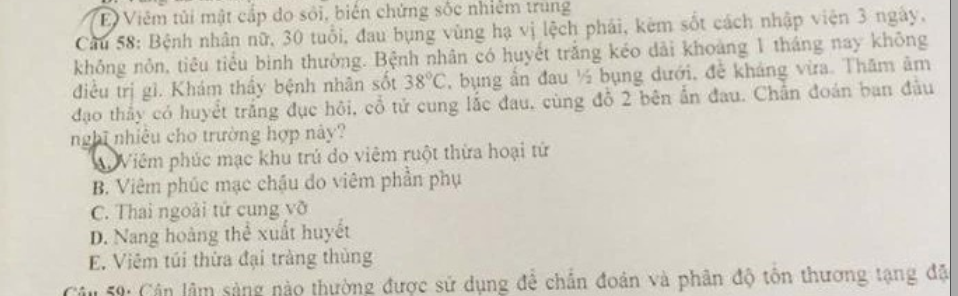 E. Viêm túi mật cấp do sỏi, biến chứng sốc nhiễm trùng
Câu 58: Bệnh nhân nữ, 30 tuổi, đau bụng vùng hạ vị lệch phải, kèm sốt cách nhập viện 3 ngày,
không nôn, tiêu tiểu bình thường. Bệnh nhân có huyết trắng kéo dài khoảng 1 tháng nay không
điều trị gì. Khám thấy bệnh nhân sốt 38°C, bụng ấn đau ½ bụng dưới, đề kháng vừa. Thăm âm
đạo thấy có huyết trắng đục hôi, cổ tử cung lắc đau, cùng đồ 2 bên ấn đau. Chẩn đoán ban đầu
nghĩ nhiều cho trường hợp này?
A. Viêm phúc mạc khu trú do viêm ruột thừa hoại tử
B. Viêm phúc mạc chậu do viêm phần phụ
C. Thai ngoài tử cung vỡ
D. Nang hoàng thể xuất huyết
E. Viêm túi thừa đại tràng thủng
Câu 59: Cận lâm sàng nào thường được sử dụng để chẩn đoán và phân độ tổn thương tạng đặ